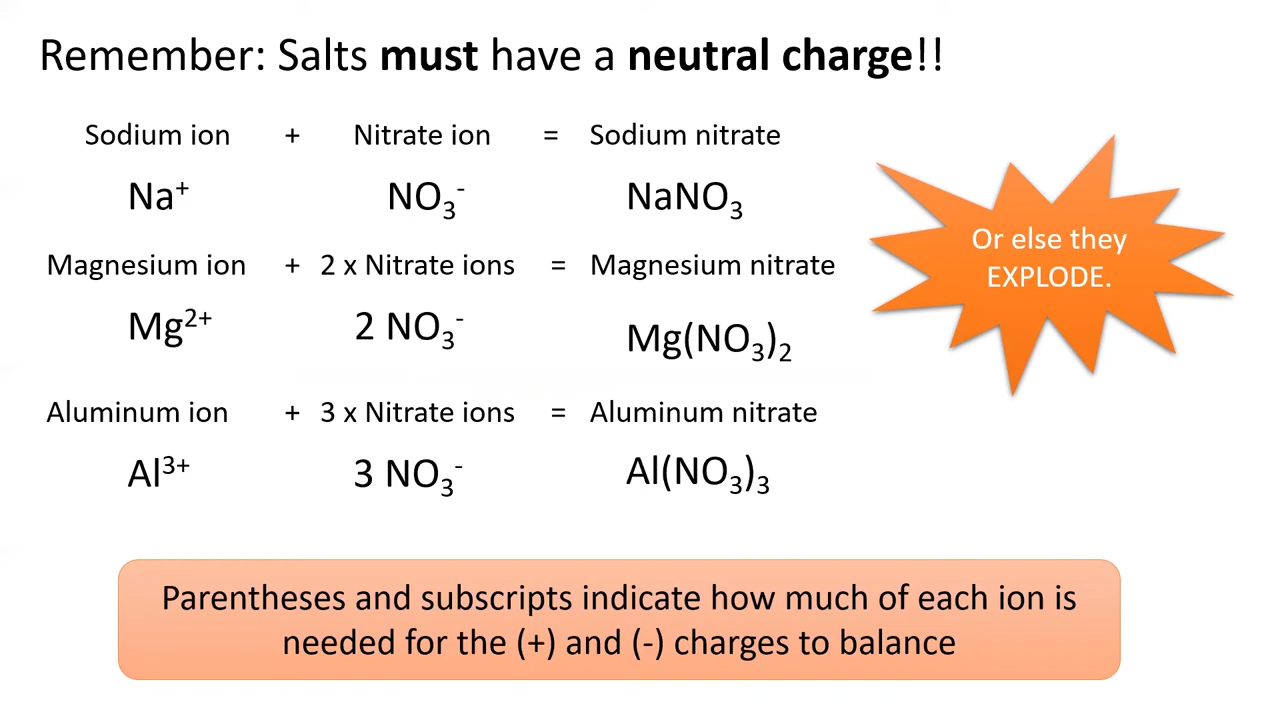 Remember: Salts must have a neutral charge!!
Sodium ion + Nitrate ion = Sodium nitrate
Na⁺ NO₃⁻ NaNO₃
Magnesium ion + 2 x Nitrate ions = Magnesium nitrate
Mg²⁺ 2 NO₃⁻ Mg(NO₃)₂
Aluminum ion + 3 x Nitrate ions = Aluminum nitrate
Al³⁺ 3 NO₃⁻ Al(NO₃)₃
Or else they
EXPLODE.
Parentheses and subscripts indicate how much of each ion is
needed for the (+) and (-) charges to balance